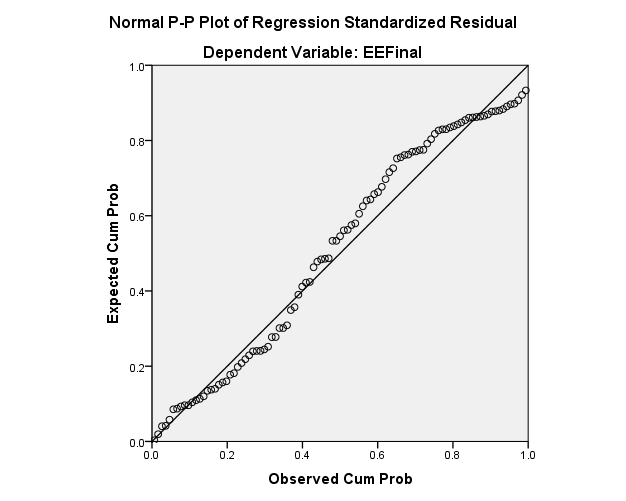 Normal P-P Plot of Regression Standardized Residual
Dependent Variable: EEFinal
1.0
0.8
0.6
0.4
0.2
0.0
Expected Cum Prob
0.0 0.2 0.4 0.6 0.8 1.0
Observed Cum Prob